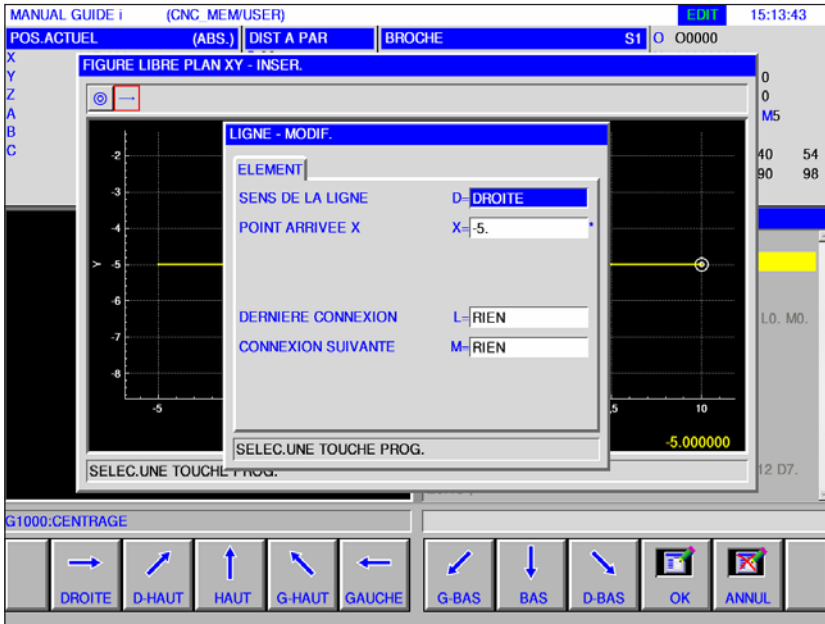 MANUAL GUIDE i (CNC_MEM/USER) EDIT 15:13:43
POS.ACTUEL (ABS.) DIST A PAR BROCHE S1 O O0000
X
Y
Z
A
B
C
0
0
M5
40 54
90 98
FIGURE LIBRE PLAN XY - INSER.
LIGNE - MODIF.
ELEMENT
SENS DE LA LIGNE D= DROITE
POINT ARRIVEE X X= -5. *
DERNIERE CONNEXION L= RIEN
CONNEXION SUIVANTE M= RIEN
SELEC.UNE TOUCHE PROG.
-2
-3
-4
Y -5
-6
-7
-8
-5 ,5 10
-5.000000
SELEC.UNE TOUCHE PROG.
L0. M0.
12 D7.
G1000:CENTRAGE
DROITE D-HAUT HAUT G-HAUT GAUCHE G-BAS BAS D-BAS OK ANNUL